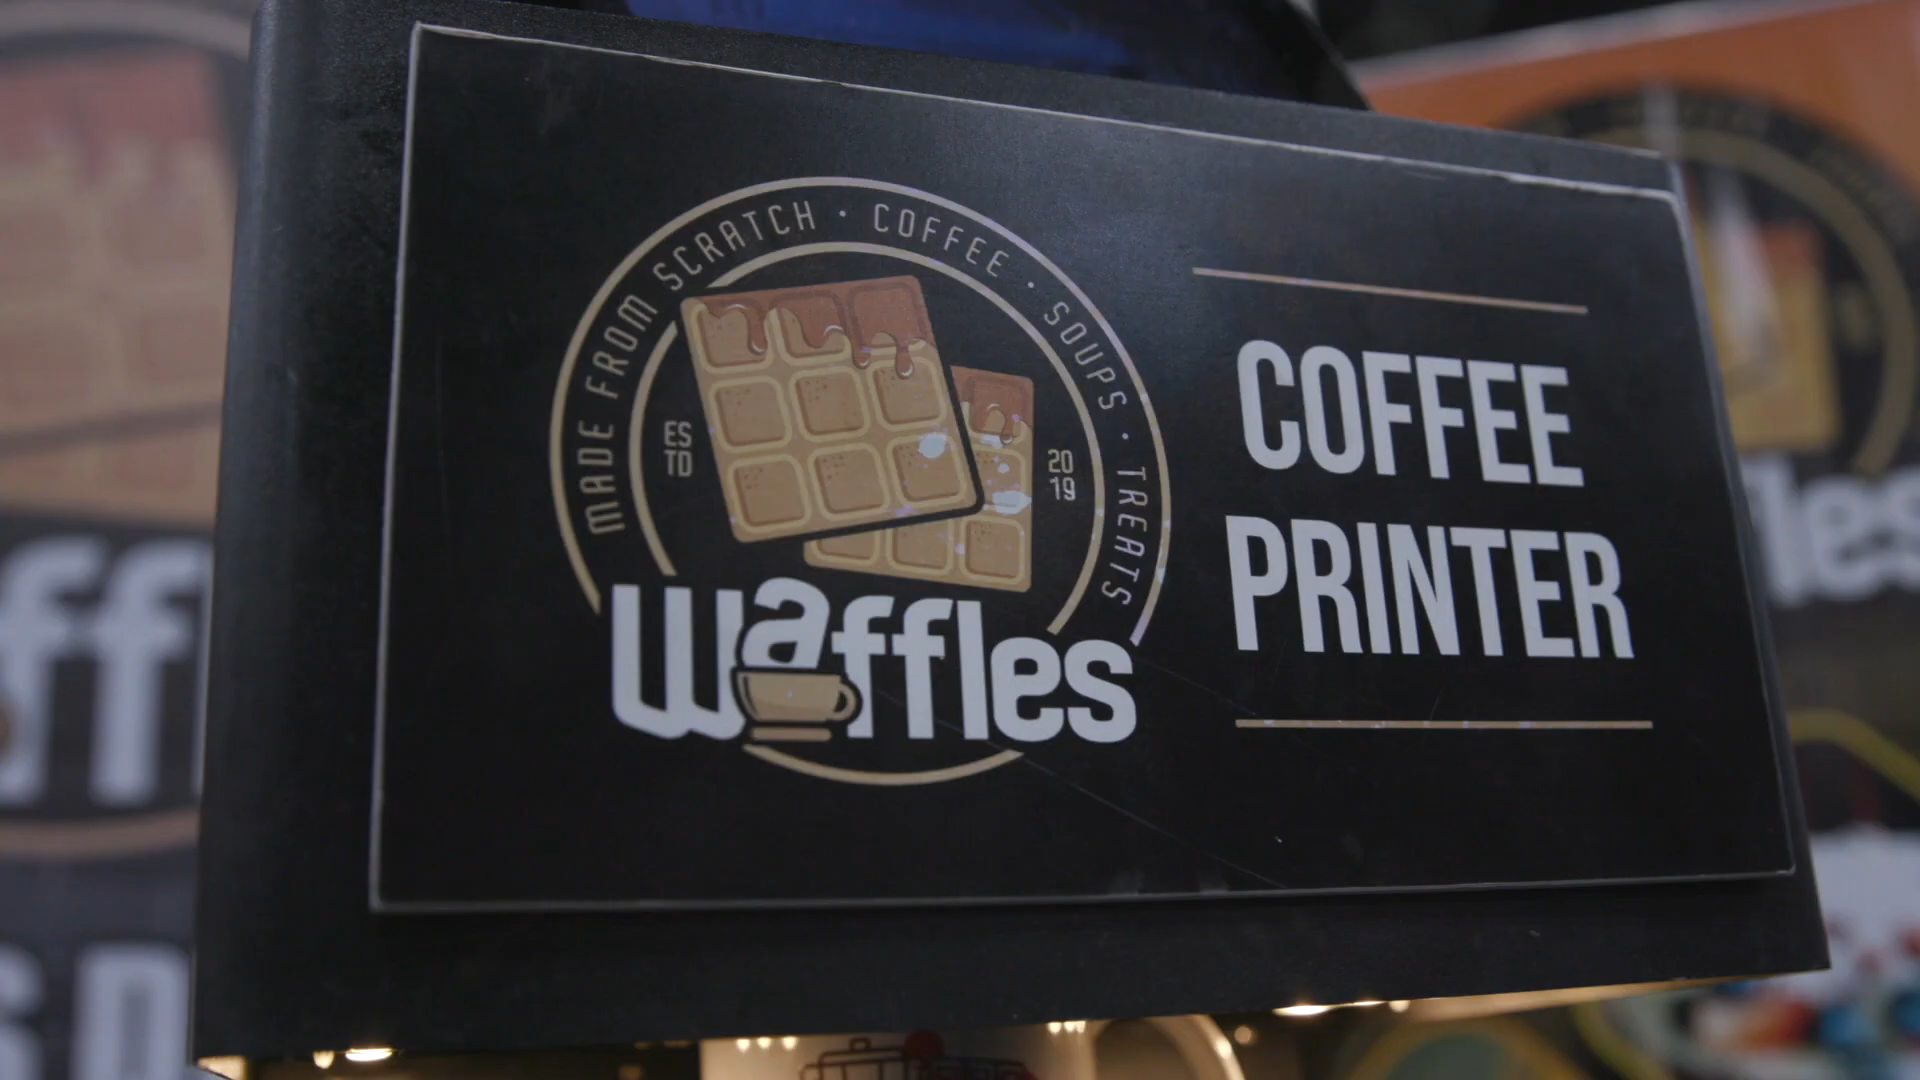 MADE FROM SCRATCH · COFFEE · SOUPS · TREATS
ES
TD
20
19
waffles
COFFEE
PRINTER